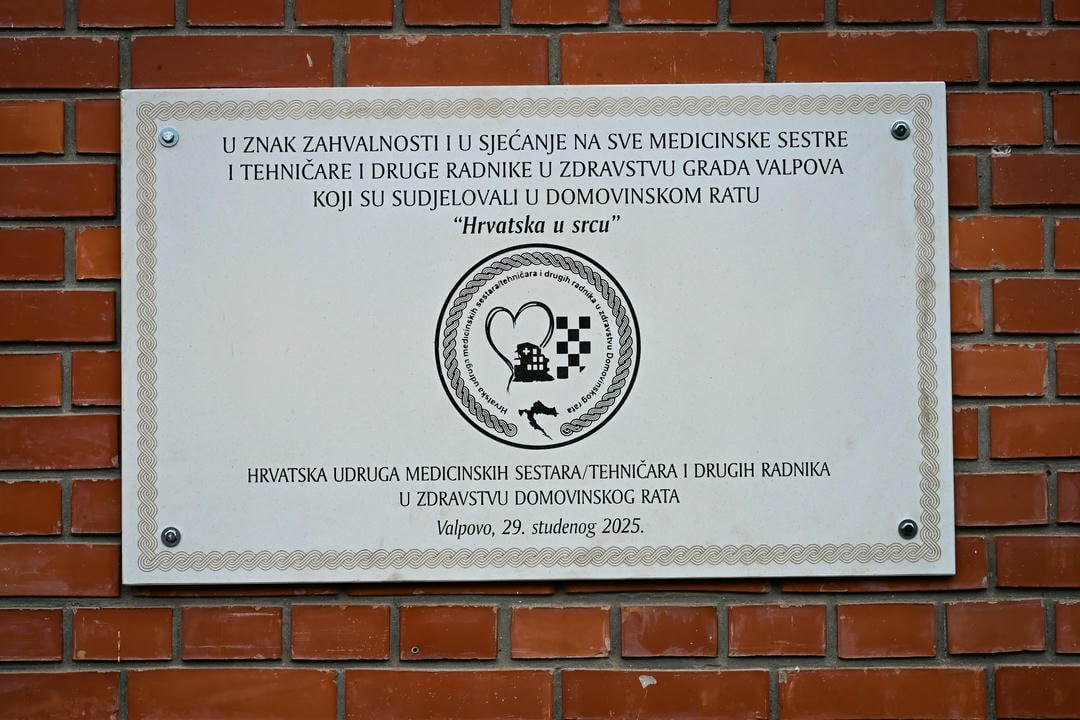 U ZNAK ZAHVALNOSTI I U SJEĆANJE NA SVE MEDICINSKE SESTRE
I TEHNIČARE I DRUGE RADNIKE U ZDRAVSTVU GRADA VALPOVA
KOJI SU SUDJELOVALI U DOMOVINSKOM RATU
“Hrvatska u srcu”
Hrvatska udruga medicinskih sestara/tehničara i drugih radnika u zdravstvu Domovinskog rata
HRVATSKA UDRUGA MEDICINSKIH SESTARA/TEHNIČARA I DRUGIH RADNIKA
U ZDRAVSTVU DOMOVINSKOG RATA
Valpovo, 29. studenog 2025.